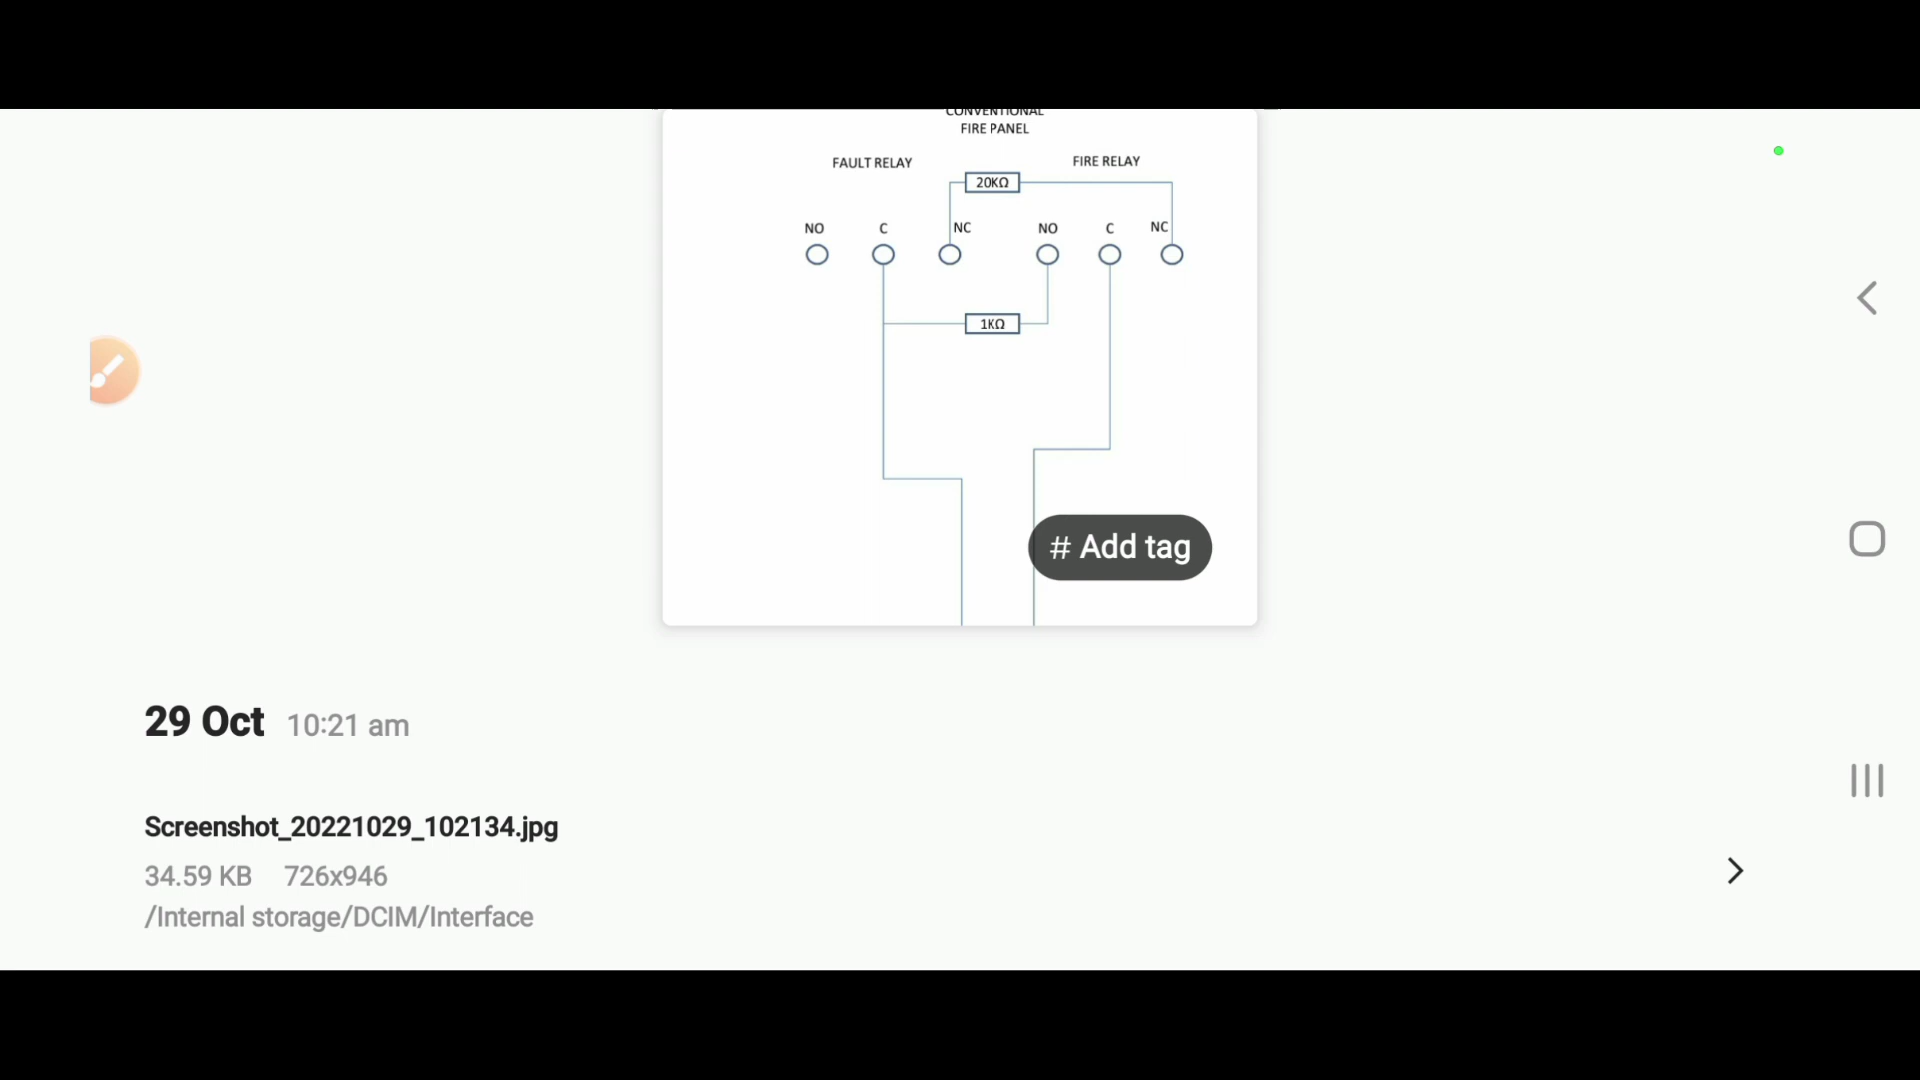 CONVENTIONAL
FIRE PANEL
FAULT RELAY
FIRE RELAY
20KΩ
NO C NC NO C NC
1KΩ
# Add tag
29 Oct 10:21 am
Screenshot_20221029_102134.jpg
34.59 KB 726x946
/Internal storage/DCIM/Interface